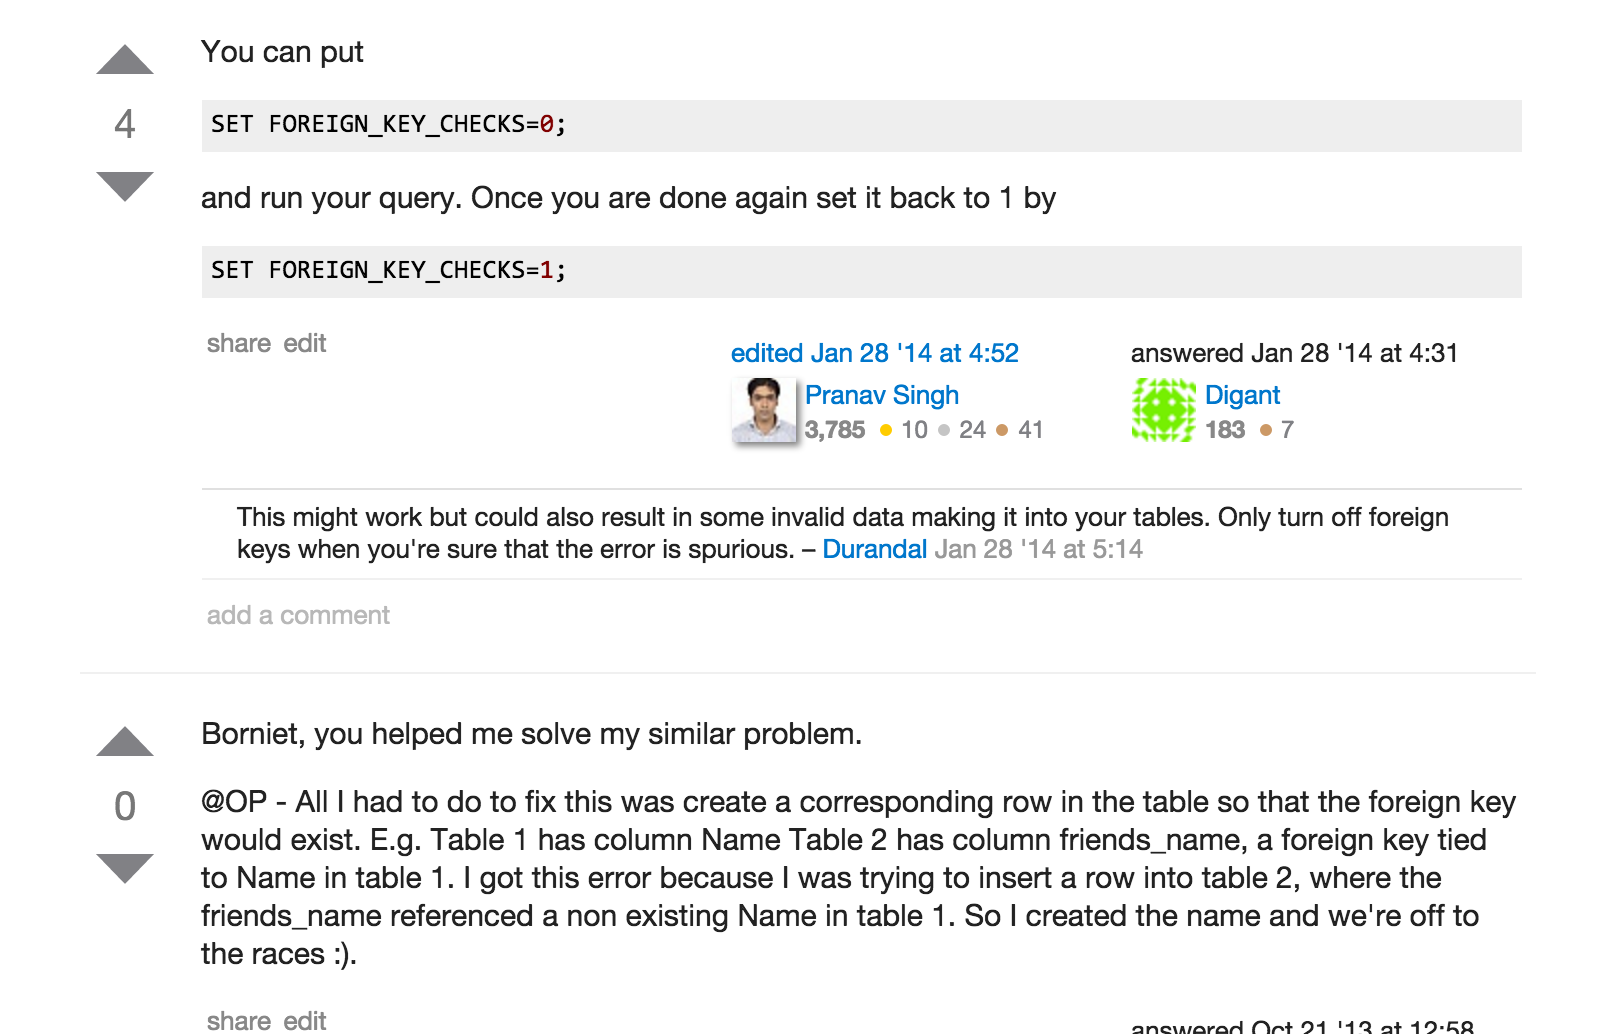 You can put
4
SET FOREIGN_KEY_CHECKS=0;
and run your query. Once you are done again set it back to 1 by
SET FOREIGN_KEY_CHECKS=1;
share edit
edited Jan 28 '14 at 4:52
Pranav Singh
3,785 10 24 41
answered Jan 28 '14 at 4:31
Digant
183 7
This might work but could also result in some invalid data making it into your tables. Only turn off foreign
keys when you're sure that the error is spurious. – Durandal Jan 28 '14 at 5:14
add a comment
Borniet, you helped me solve my similar problem.
0
@OP - All I had to do to fix this was create a corresponding row in the table so that the foreign key
would exist. E.g. Table 1 has column Name Table 2 has column friends_name, a foreign key tied
to Name in table 1. I got this error because I was trying to insert a row into table 2, where the
friends_name referenced a non existing Name in table 1. So I created the name and we're off to
the races :).
share edit
answered Oct 21 '13 at 12:58